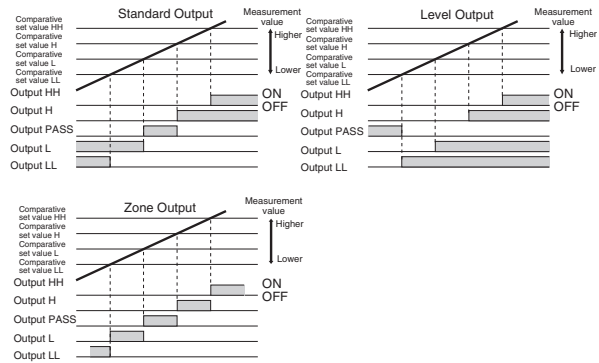 Standard Output
Measurement
value
Comparative
set value HH
Comparative
set value H
Comparative
set value L
Comparative
set value LL
Higher
Lower
Output HH
Output H
Output PASS
Output L
Output LL
ON
OFF
Level Output
Measurement
value
Comparative
set value HH
Comparative
set value H
Comparative
set value L
Comparative
set value LL
Higher
Lower
Output HH
Output H
Output PASS
Output L
Output LL
ON
OFF
Zone Output
Measurement
value
Comparative
set value HH
Comparative
set value H
Comparative
set value L
Comparative
set value LL
Higher
Lower
Output HH
Output H
Output PASS
Output L
Output LL
ON
OFF